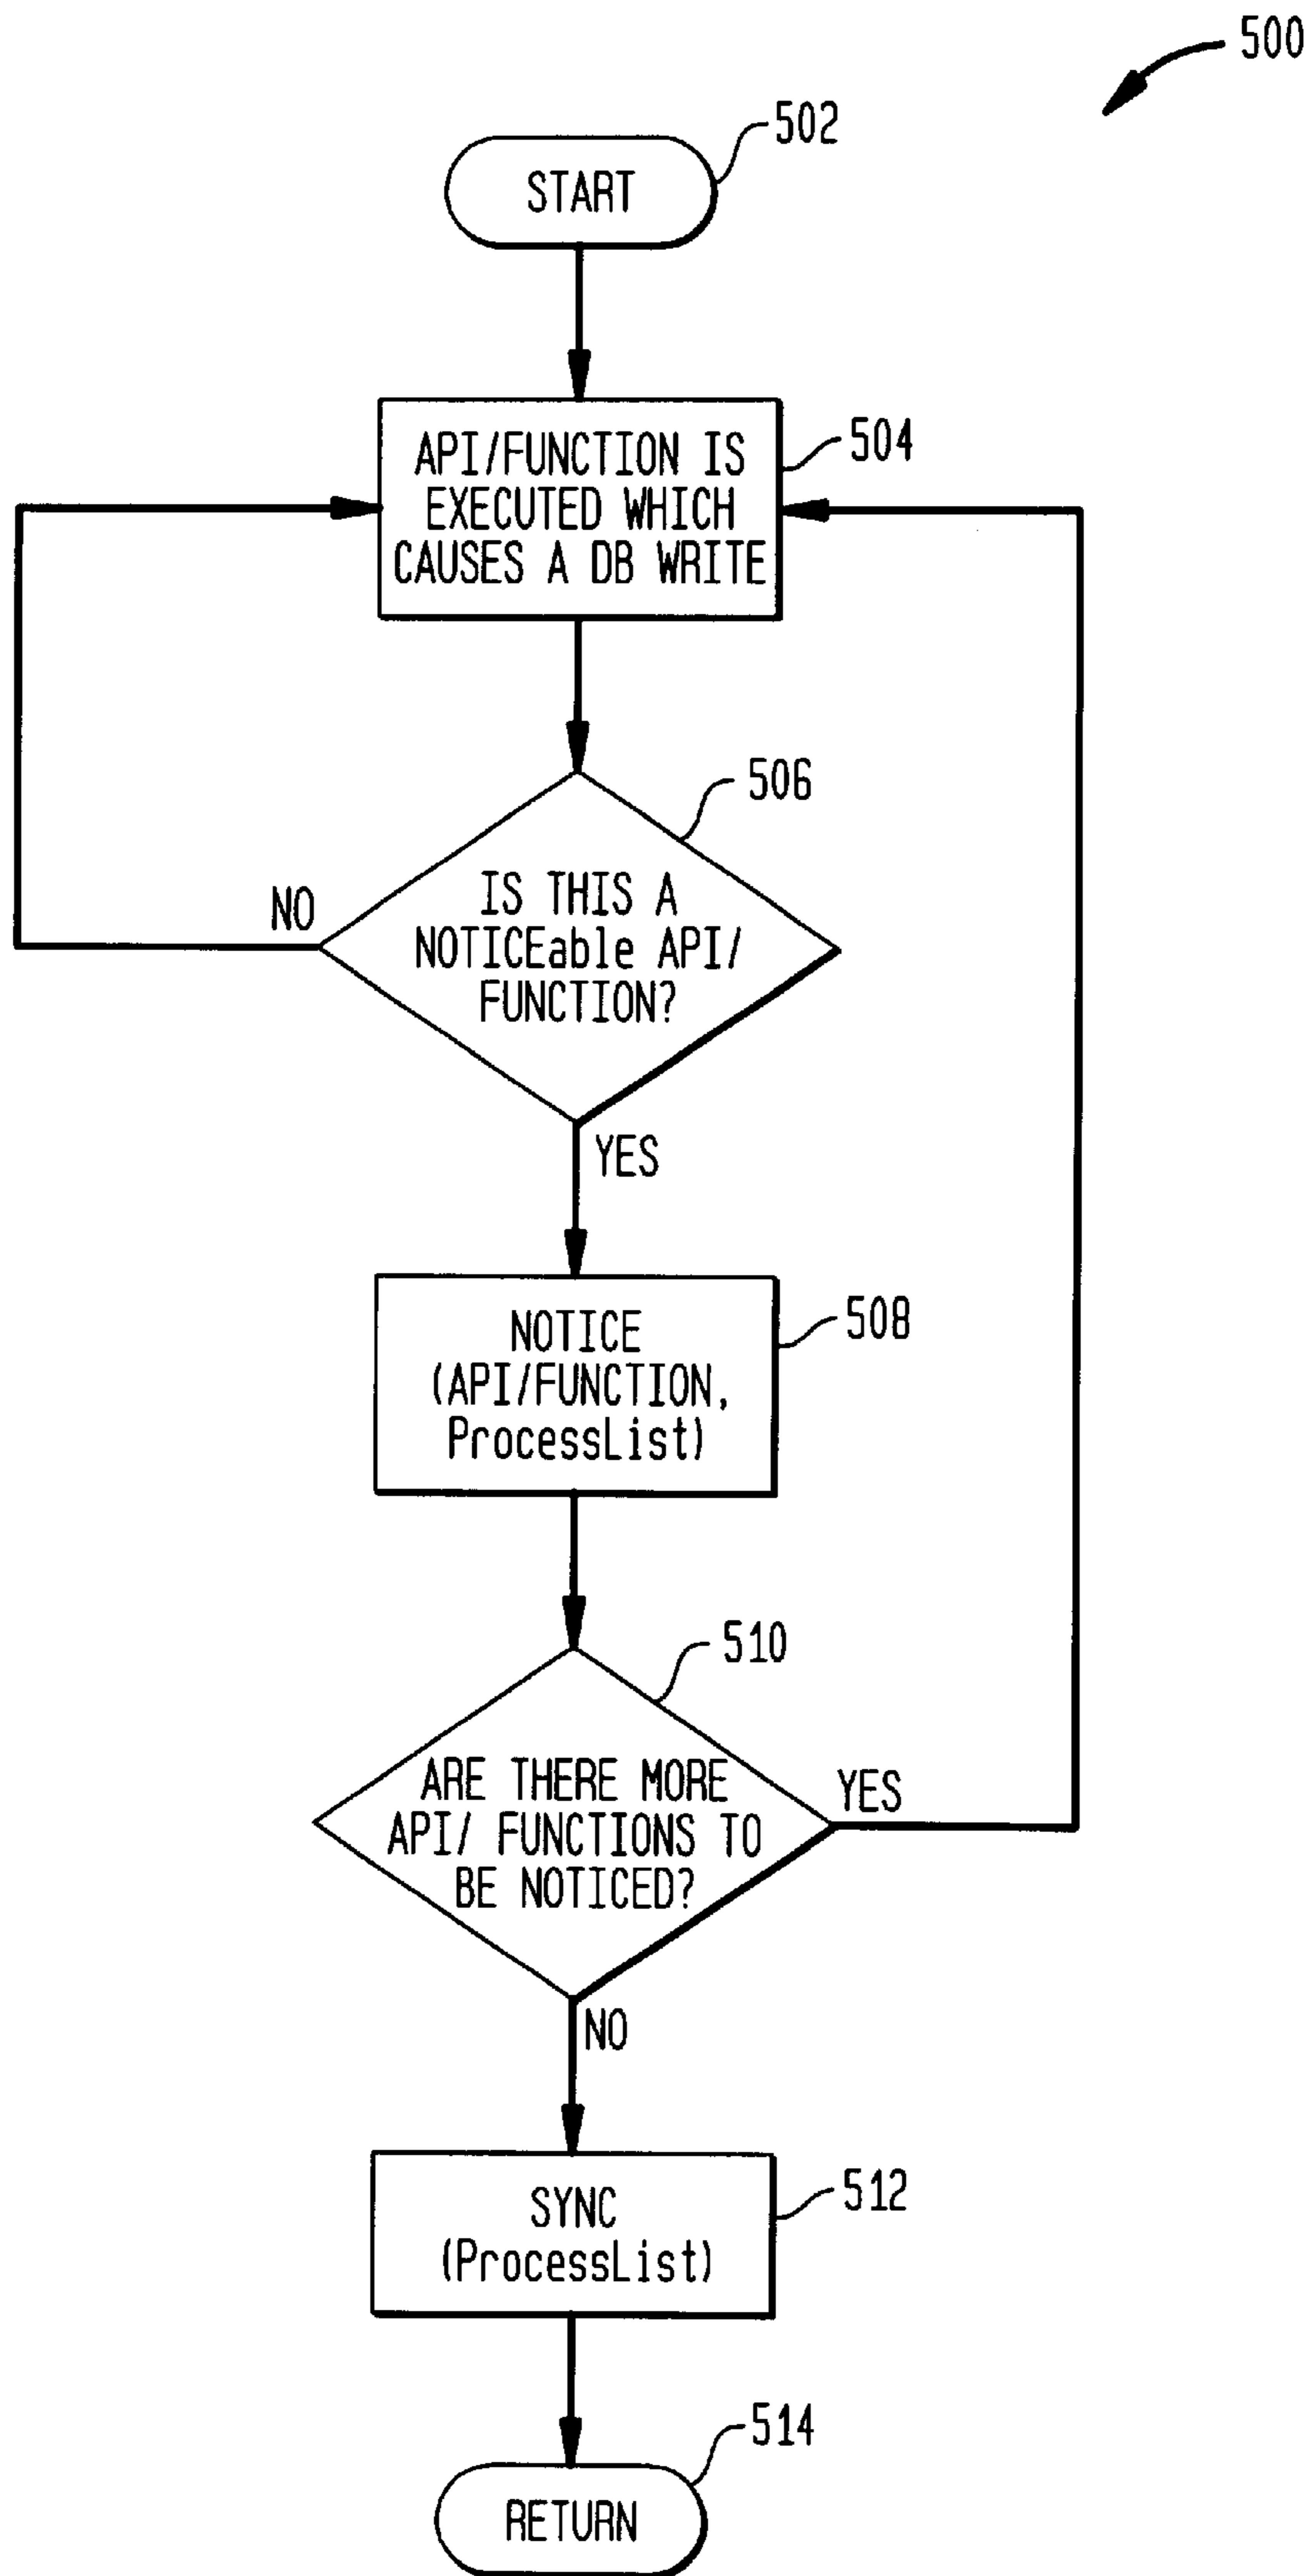 500
502
START
504
API/FUNCTION IS
EXECUTED WHICH
CAUSES A DB WRITE
506
NO
IS THIS A
NOTICEable API/
FUNCTION?
YES
508
NOTICE
(API/FUNCTION,
ProcessList)
510
ARE THERE MORE
API/ FUNCTIONS TO
BE NOTICED?
YES
NO
512
SYNC
(ProcessList)
514
RETURN